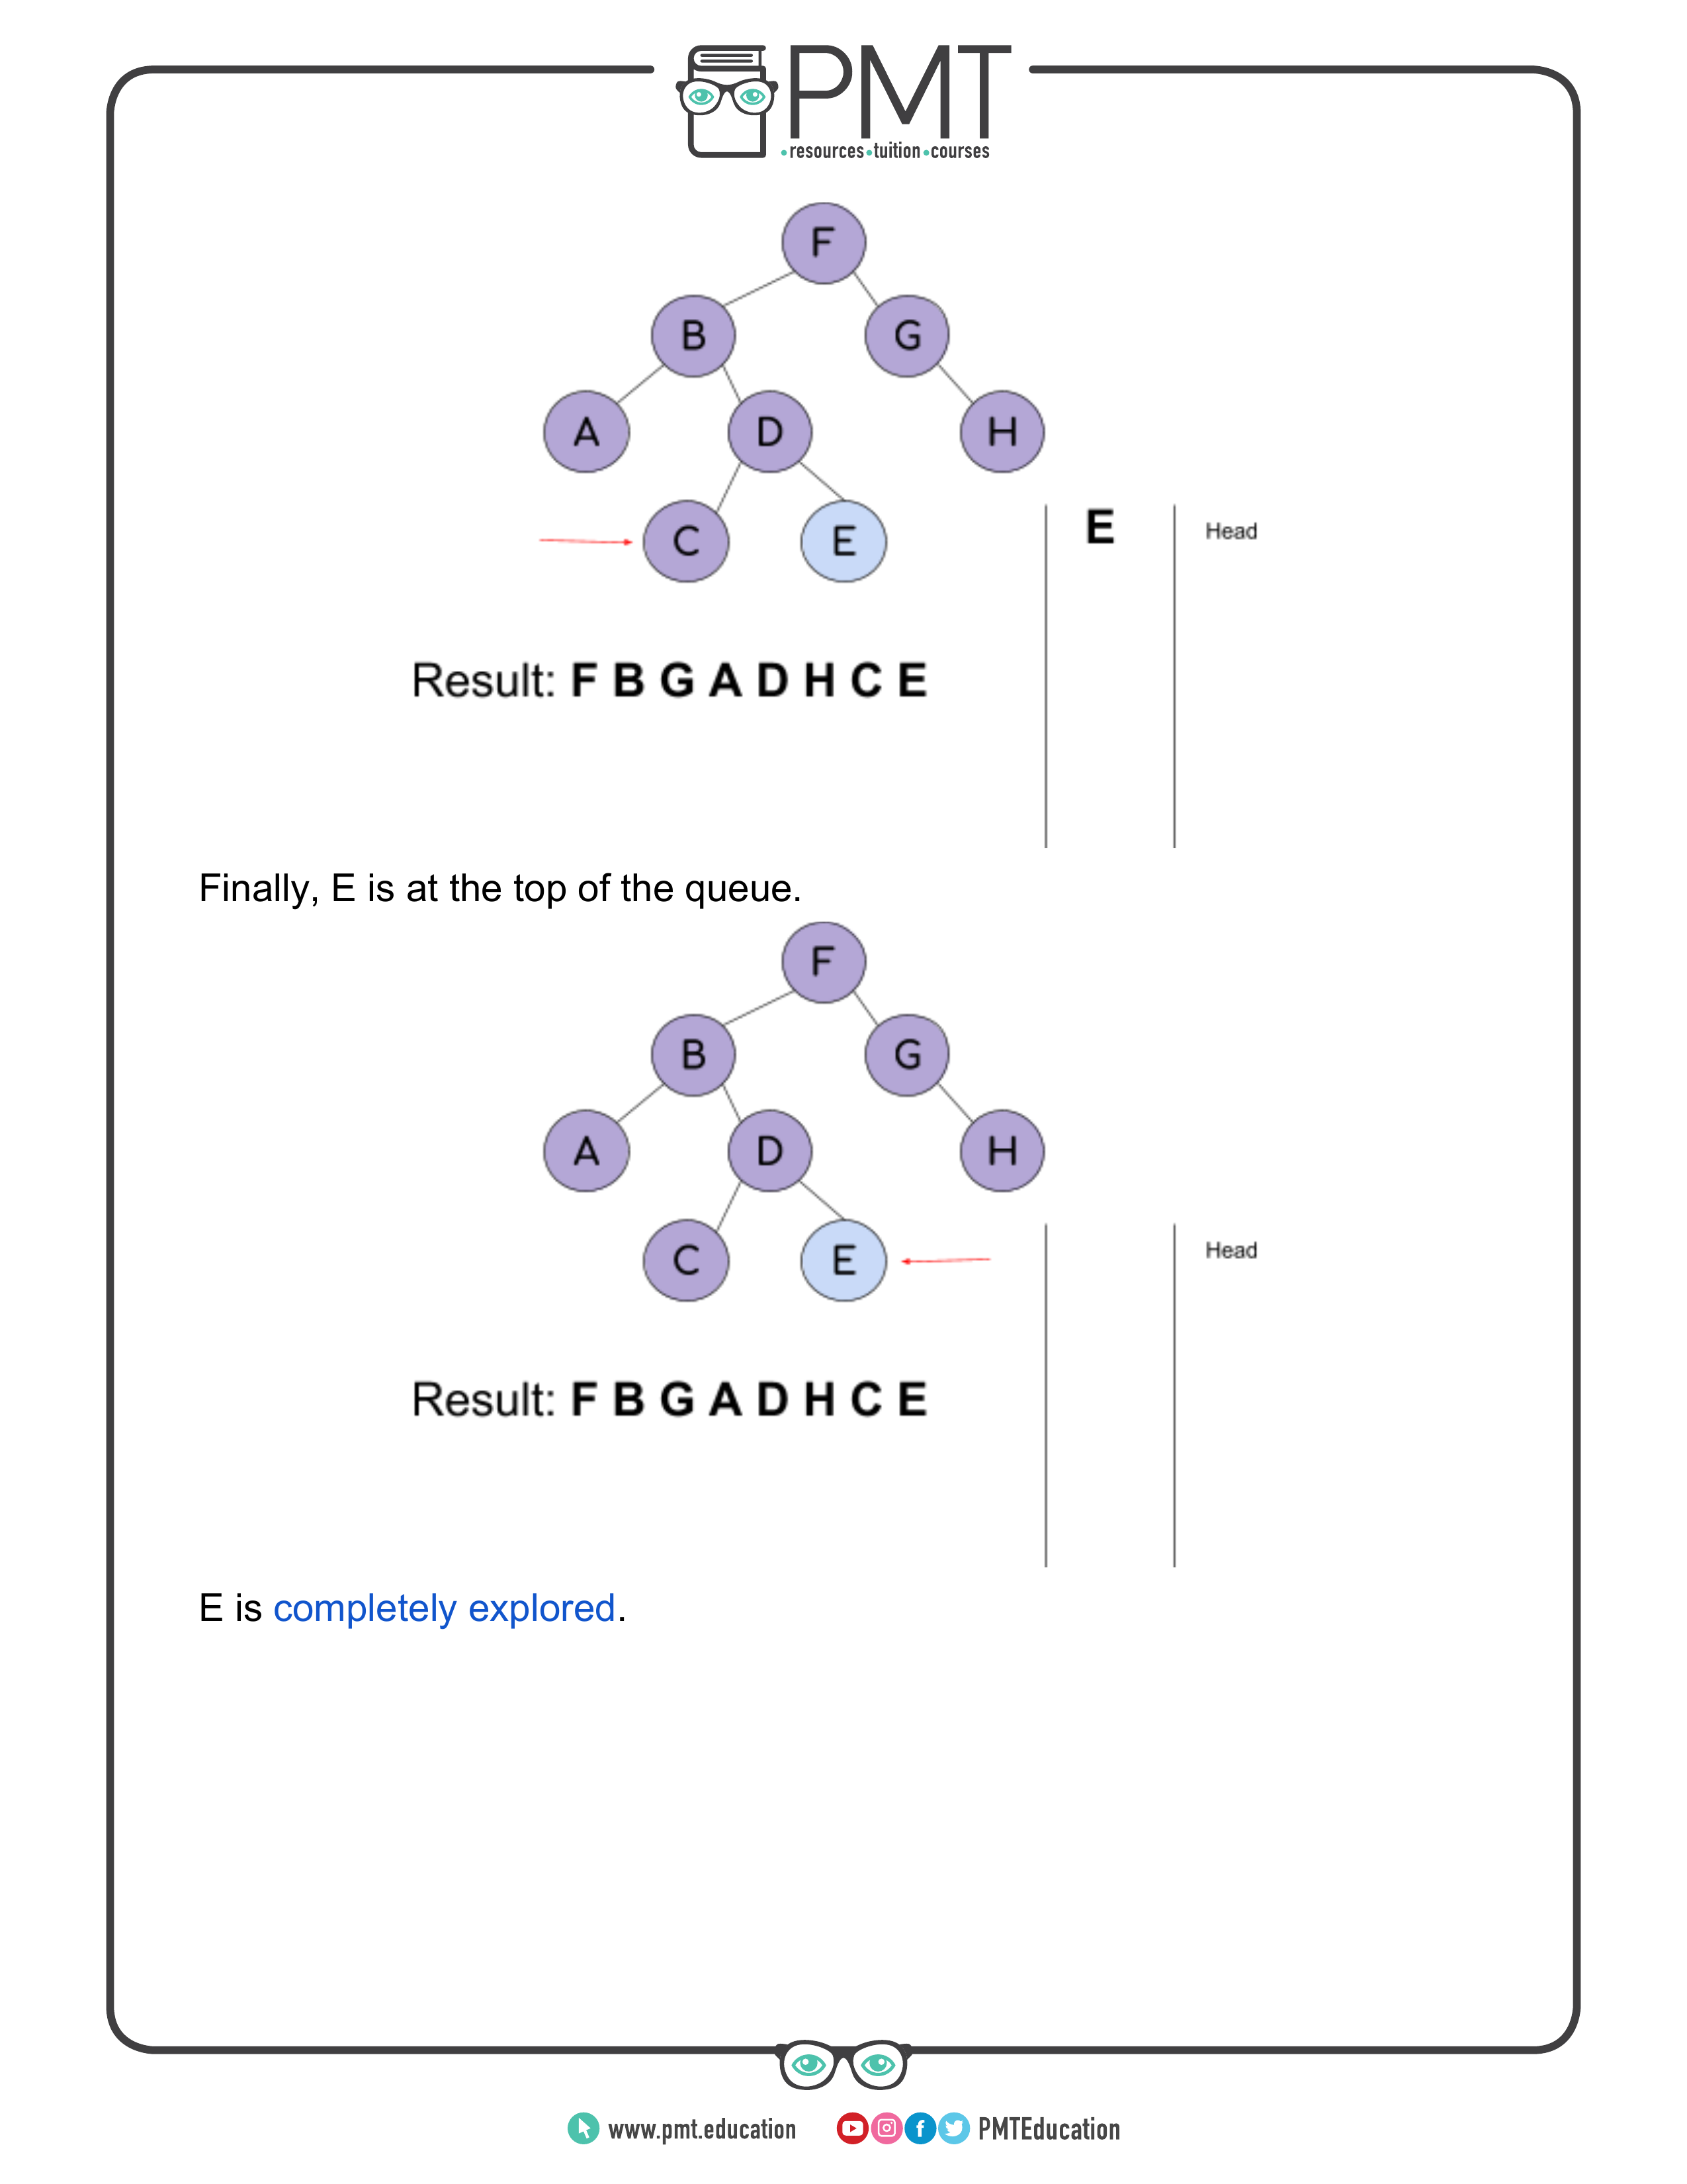 PMT
•resources•tuition•courses
F
B G
A D H
C E
E Head
Result: F B G A D H C E
Finally, E is at the top of the queue.
F
B G
A D H
C E
Head
Result: F B G A D H C E
E is completely explored.
www.pmt.education PMTEducation